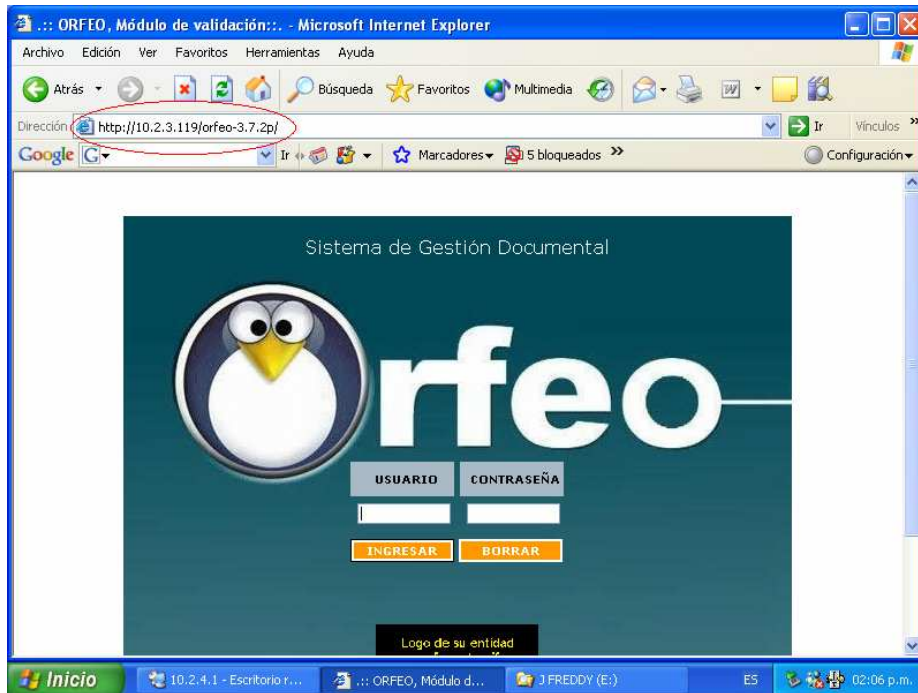 .:: ORFEO, Módulo de validación::. - Microsoft Internet Explorer
Archivo Edición Ver Favoritos Herramientas Ayuda
Atrás Búsqueda Favoritos Multimedia
Dirección http://10.2.3.119/orfeo-3.7.2p/ Ir Vínculos »
Google G Ir Marcadores 5 bloqueados » Configuración
Sistema de Gestión Documental
Orfeo
USUARIO CONTRASEÑA
INGRESAR BORRAR
Logo de su entidad
Inicio 10.2.4.1 - Escritorio r... .:: ORFEO, Módulo d... J FREDDY (E:) ES 02:06 p.m.